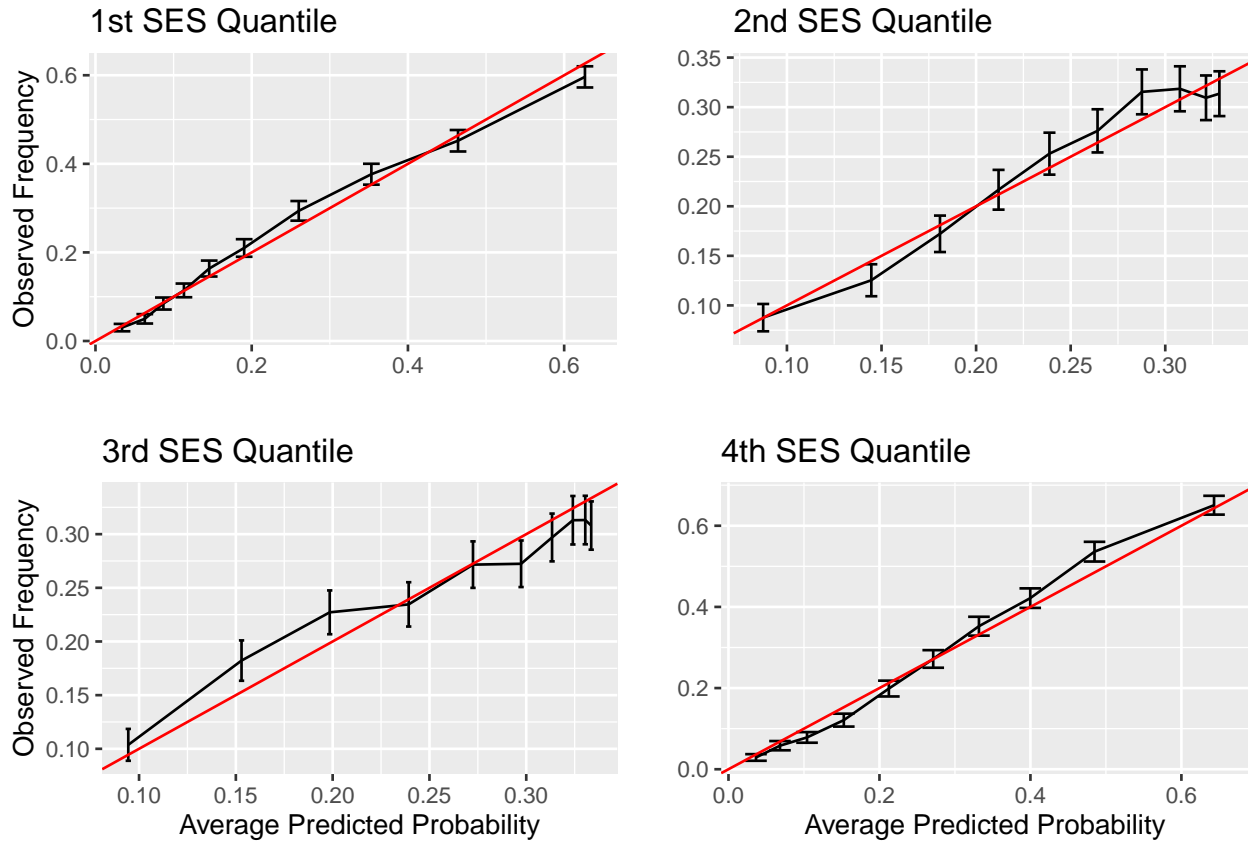 1st SES Quantile
Observed Frequency
0.6
0.4
0.2
0.0
0.0 0.2 0.4 0.6
2nd SES Quantile
0.35
0.30
0.25
0.20
0.15
0.10
0.10 0.15 0.20 0.25 0.30
3rd SES Quantile
Observed Frequency
0.30
0.25
0.20
0.15
0.10
0.10 0.15 0.20 0.25 0.30
Average Predicted Probability
4th SES Quantile
0.6
0.4
0.2
0.0
0.0 0.2 0.4 0.6
Average Predicted Probability